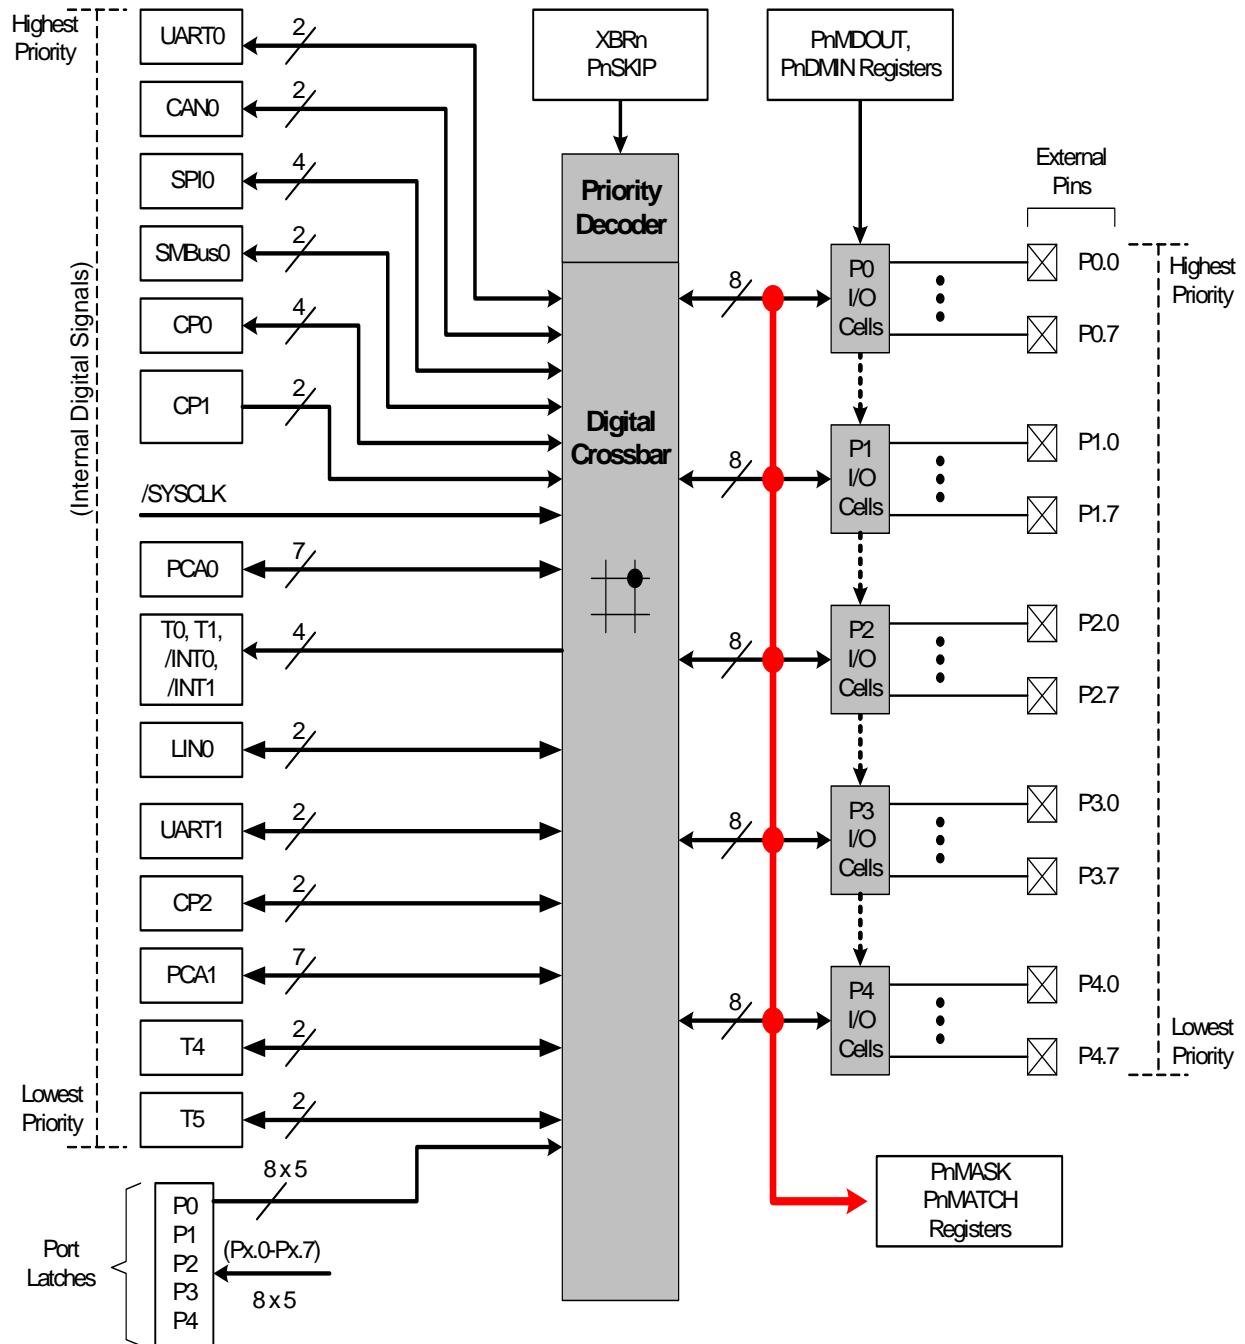 Highest
Priority
(Internal Digital Signals)
Lowest
Priority
UART0
2
CAN0
2
SPI0
4
SMBus0
2
CP0
4
CP1
2
/SYSCLK
PCA0
7
T0, T1,
/INT0,
/INT1
4
LIN0
2
UART1
2
CP2
2
PCA1
7
T4
2
T5
2
Port
Latches
P0
P1
P2
P3
P4
8 x 5
(Px.0-Px.7)
8 x 5
XBRn
PnSKIP
Priority
Decoder
Digital
Crossbar
PnMDOUT,
PnDMIN Registers
External
Pins
8
P0
I/O
Cells
P0.0
P0.7
8
P1
I/O
Cells
P1.0
P1.7
8
P2
I/O
Cells
P2.0
P2.7
8
P3
I/O
Cells
P3.0
P3.7
8
P4
I/O
Cells
P4.0
P4.7
Highest
Priority
Lowest
Priority
PnMASK
PnMATCH
Registers